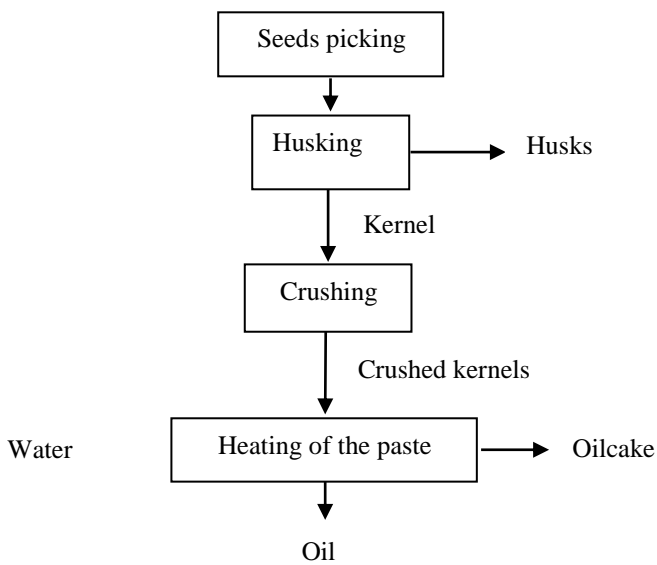 Seeds picking
Husking
Husks
Kernel
Crushing
Crushed kernels
Water
Heating of the paste
Oilcake
Oil